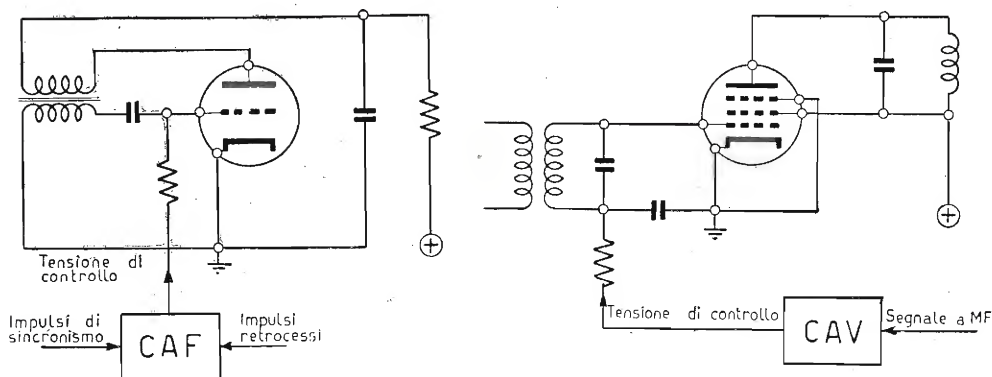 Tensione di
controllo
Impulsi di
sincronismo
CAF
Impulsi
retrocessi
+
Tensione di controllo
CAV
Segnale a MF
+